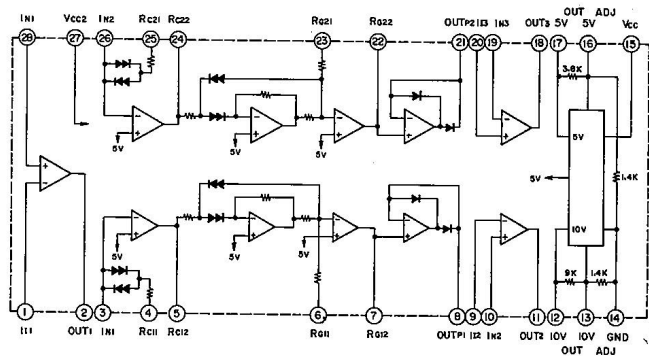 IN1 VCC2 IN2 RC21 RC22 RG21 RG22 OUTP2 II3 IN3 OUT3 OUT ADJ 5V 5V VCC
28 27 26 25 24 23 22 21 20 19 18 17 16 15
3.6K
5V 5V 5V 5V
1.4K
5V
10V
5V 5V 5V
9K 1.4K
1 2 3 4 5 6 7 8 9 10 11 12 13 14
II1 OUT1 IN1 RC11 RC12 RG11 RG12 OUTP1 II2 IN2 OUT2 10V 10V GND
OUT ADJ